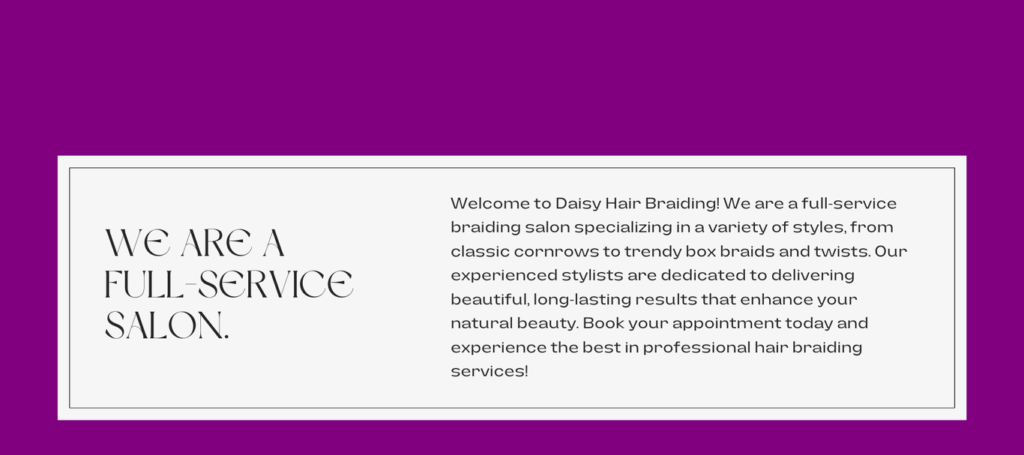 WE ARE A
FULL-SERVICE
SALON.
Welcome to Daisy Hair Braiding! We are a full-service
braiding salon specializing in a variety of styles, from
classic cornrows to trendy box braids and twists. Our
experienced stylists are dedicated to delivering
beautiful, long-lasting results that enhance your
natural beauty. Book your appointment today and
experience the best in professional hair braiding
services!